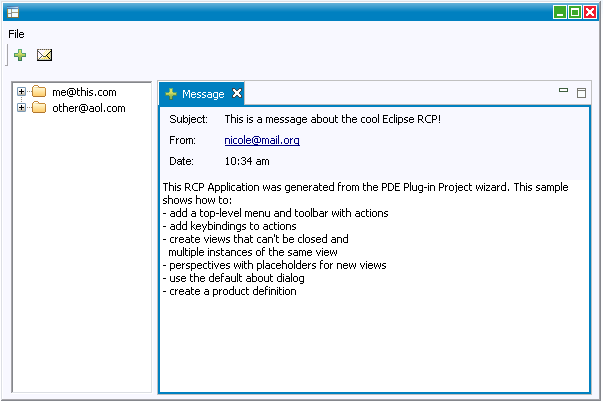 File
me@this.com
other@aol.com
Message
Subject: This is a message about the cool Eclipse RCP!
From: nicole@mail.org
Date: 10:34 am
This RCP Application was generated from the PDE Plug-in Project wizard. This sample
shows how to:
- add a top-level menu and toolbar with actions
- add keybindings to actions
- create views that can't be closed and
multiple instances of the same view
- perspectives with placeholders for new views
- use the default about dialog
- create a product definition